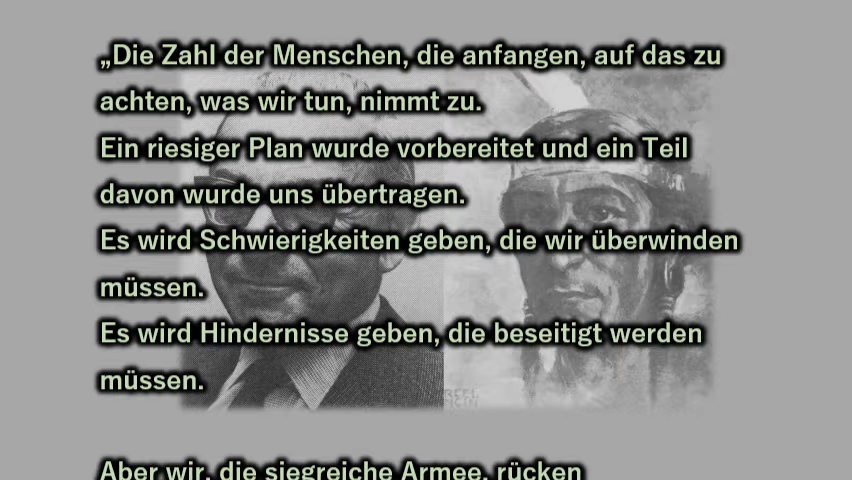 „Die Zahl der Menschen, die anfangen, auf das zu
achten, was wir tun, nimmt zu.
Ein riesiger Plan wurde vorbereitet und ein Teil
davon wurde uns übertragen.
Es wird Schwierigkeiten geben, die wir überwinden
müssen.
Es wird Hindernisse geben, die beseitigt werden
müssen.
Aber wir, die siegreiche Armee, rücken